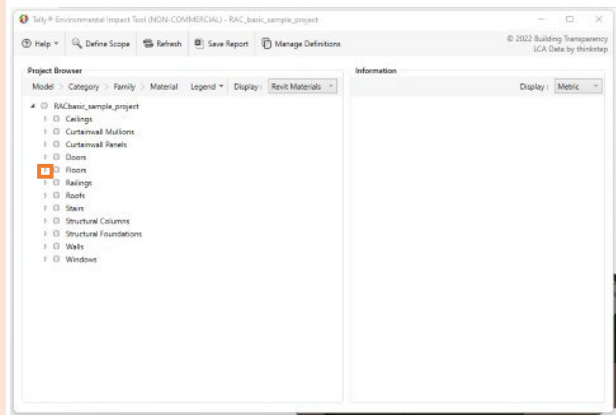 Tally® Environmental Impact Tool (NON-COMMERCIAL) - RAC_basic_sample_project
Help Define Scope Refresh Save Report Manage Definitions
© 2022 Building Transparency
LCA Data by thinkstep
Project Browser
Model > Category > Family > Material Legend Display: Revit Materials
RACbasic_sample_project
Ceilings
Curtainwall Mullions
Curtainwall Panels
Doors
Floors
Railings
Roofs
Stairs
Structural Columns
Structural Foundations
Walls
Windows
Information
Display: Metric